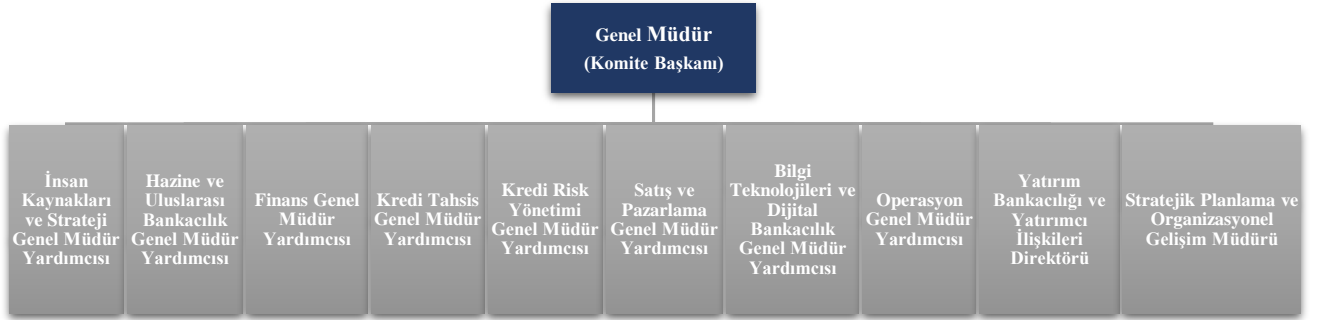 Genel Müdür
(Komite Başkanı)
İnsan
Kaynakları
ve Strateji
Genel Müdür
Yardımcısı
Hazine ve
Uluslarası
Bankacılık
Genel Müdür
Yardımcısı
Finans Genel
Müdür
Yardımcısı
Kredi Tahsis
Genel Müdür
Yardımcısı
Kredi Risk
Yönetimi
Genel Müdür
Yardımcısı
Satış ve
Pazarlama
Genel Müdür
Yardımcısı
Bilgi
Teknolojileri ve
Dijital
Bankacılık
Genel Müdür
Yardımcısı
Operasyon
Genel Müdür
Yardımcısı
Yatırım
Bankacılığı ve
Yatırımcı
İlişkileri
Direktörü
Stratejik Planlama ve
Organizasyonel
Gelişim Müdürü